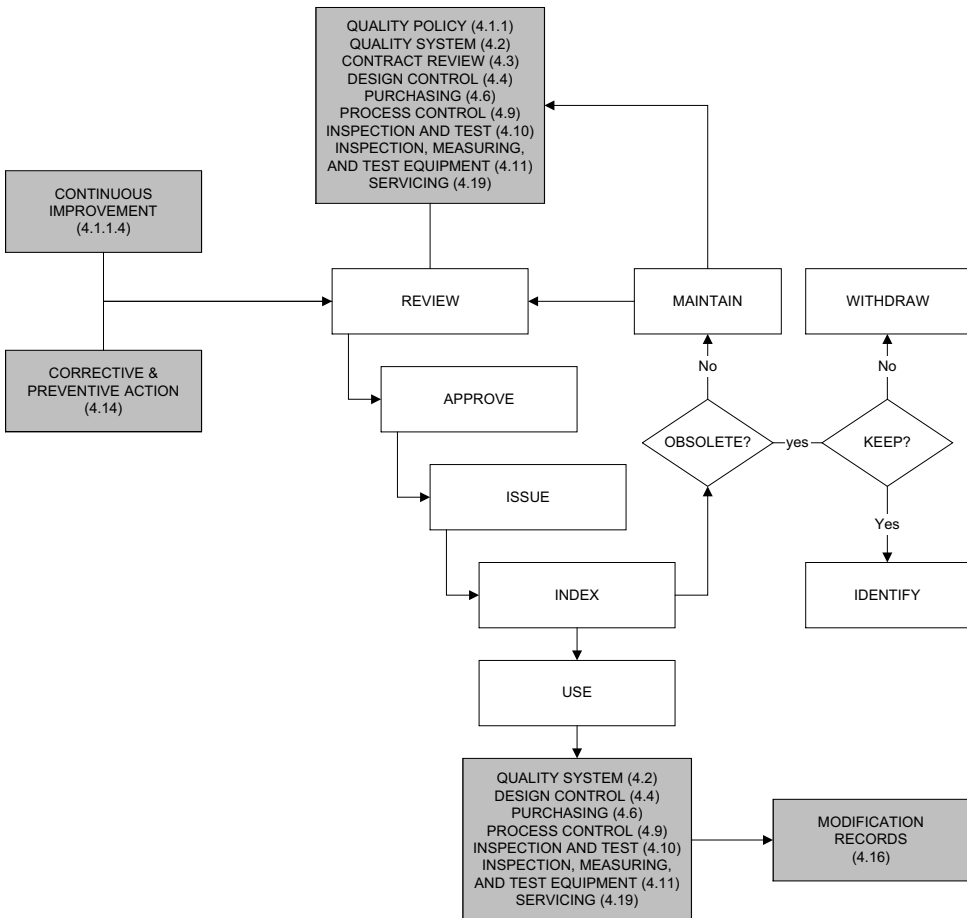 QUALITY POLICY (4.1.1)
QUALITY SYSTEM (4.2)
CONTRACT REVIEW (4.3)
DESIGN CONTROL (4.4)
PURCHASING (4.6)
PROCESS CONTROL (4.9)
INSPECTION AND TEST (4.10)
INSPECTION, MEASURING,
AND TEST EQUIPMENT (4.11)
SERVICING (4.19)
CONTINUOUS
IMPROVEMENT
(4.1.1.4)
REVIEW
MAINTAIN
WITHDRAW
CORRECTIVE &
PREVENTIVE ACTION
(4.14)
No
No
APPROVE
OBSOLETE?
yes
KEEP?
ISSUE
Yes
INDEX
IDENTIFY
USE
QUALITY SYSTEM (4.2)
DESIGN CONTROL (4.4)
PURCHASING (4.6)
PROCESS CONTROL (4.9)
INSPECTION AND TEST (4.10)
INSPECTION, MEASURING,
AND TEST EQUIPMENT (4.11)
SERVICING (4.19)
MODIFICATION
RECORDS
(4.16)